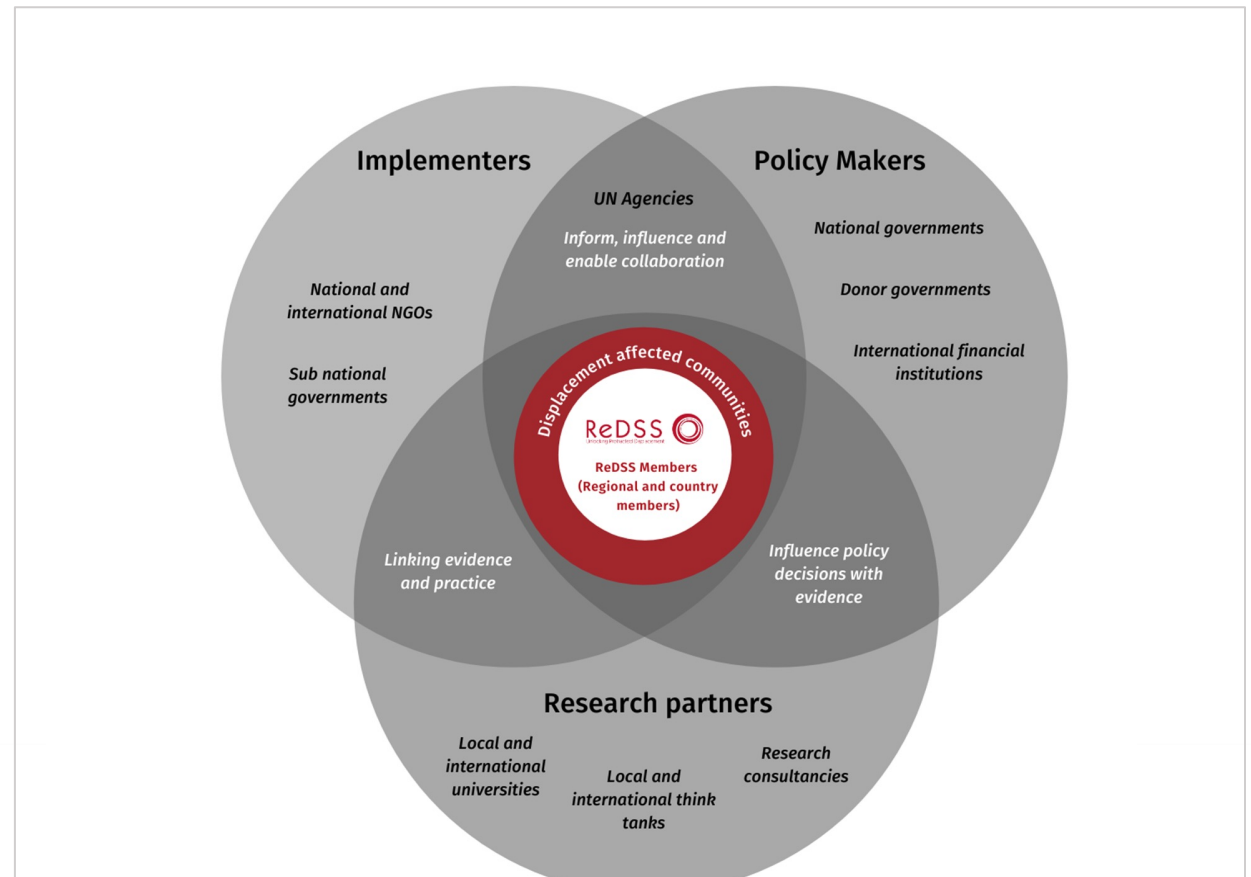 Implementers
Policy Makers
UN Agencies
Inform, influence and
enable collaboration
National governments
Donor governments
International financial
institutions
National and
international NGOs
Sub national
governments
Displacement affected communities
ReDSS
ReDSS Members
(Regional and country
members)
Linking evidence
and practice
Influence policy
decisions with
evidence
Research partners
Local and
international
universities
Local and
international think
tanks
Research
consultancies